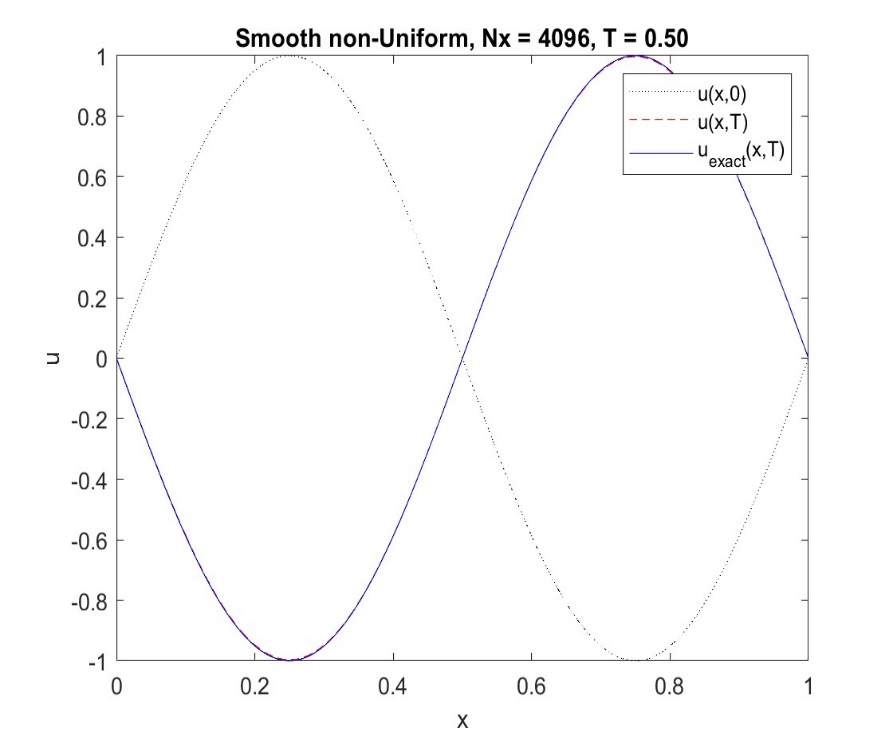 Smooth non-Uniform, Nx = 4096, T = 0.50
1
0.8
0.6
0.4
0.2
0
-0.2
-0.4
-0.6
-0.8
-1
u
u(x,0)
u(x,T)
u_exact(x,T)
0 0.2 0.4 0.6 0.8 1
x